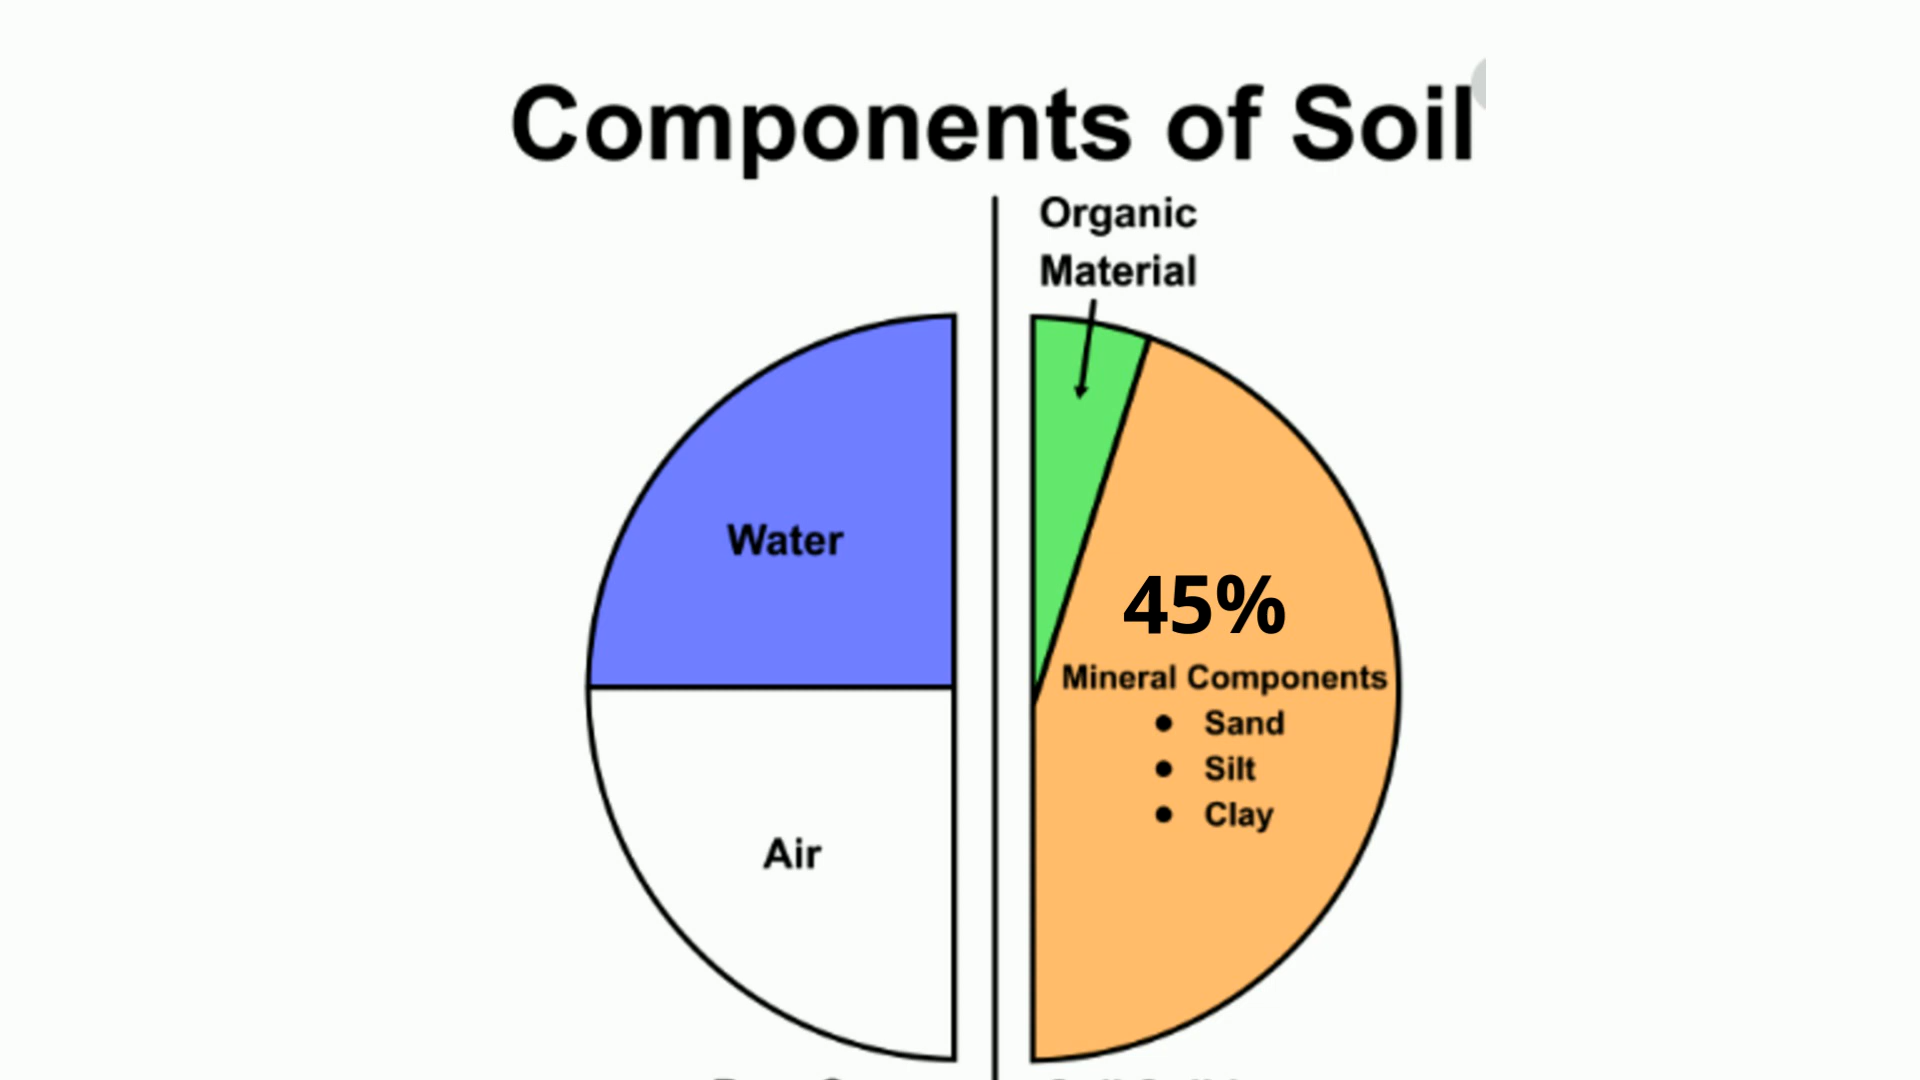 Components of Soil
Organic
Material
Water
45%
Mineral Components
● Sand
● Silt
● Clay
Air